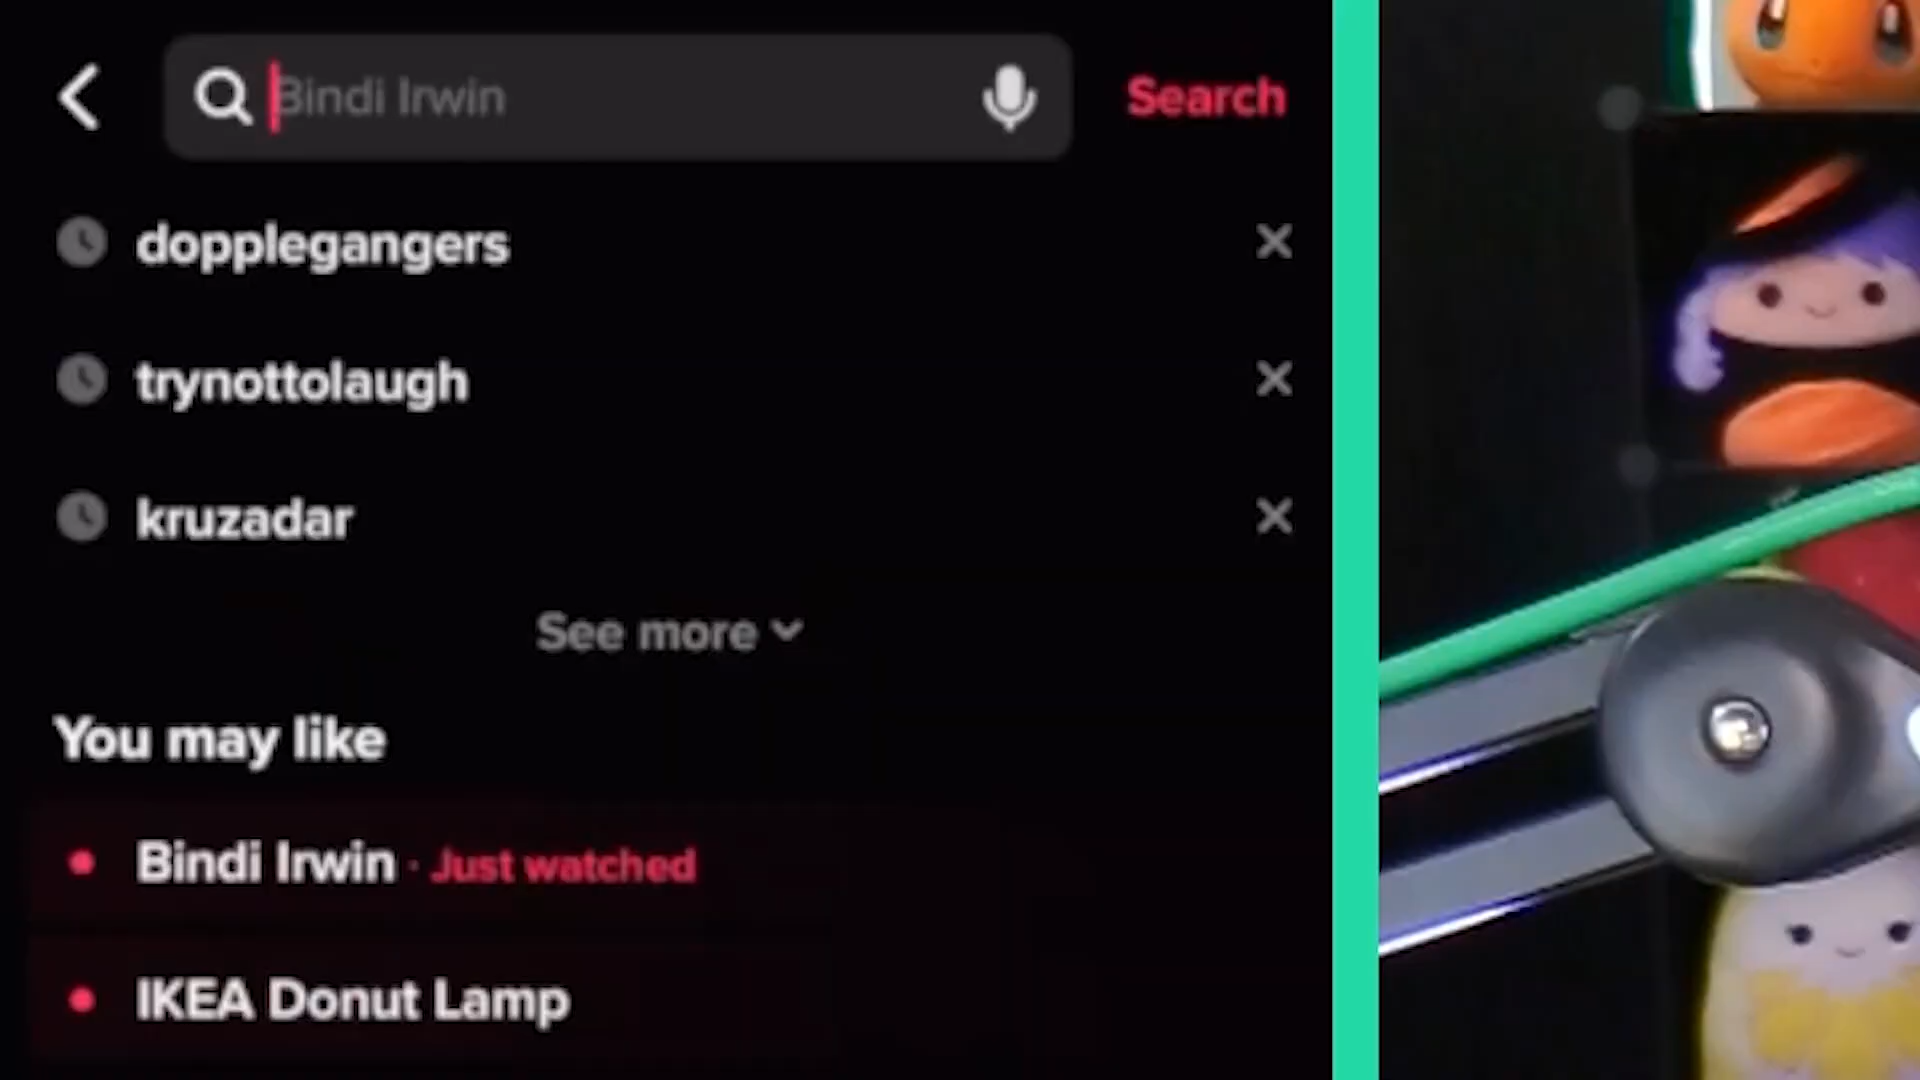 Bindi Irwin
Search
dopplegangers
trynottolaugh
kruzadar
See more
You may like
Bindi Irwin · Just watched
IKEA Donut Lamp